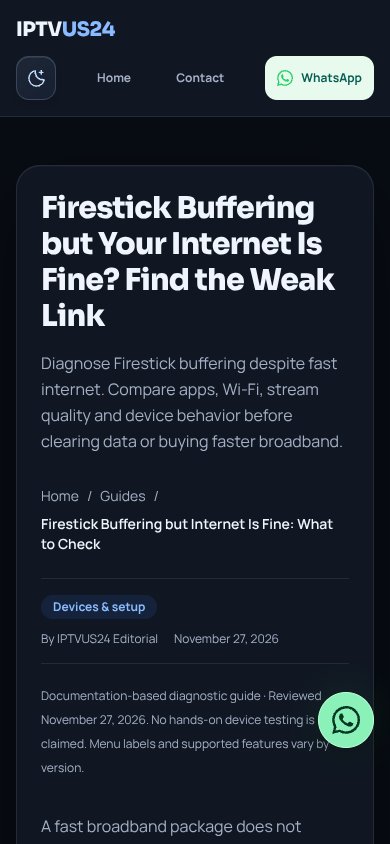 IPTVUS24
Home
Contact
WhatsApp
Firestick Buffering
but Your Internet Is
Fine? Find the Weak
Link
Diagnose Firestick buffering despite fast
internet. Compare apps, Wi-Fi, stream
quality and device behavior before
clearing data or buying faster broadband.
Home / Guides /
Firestick Buffering but Internet Is Fine: What
to Check
Devices & setup
By IPTVUS24 Editorial November 27, 2026
Documentation-based diagnostic guide · Reviewed
November 27, 2026. No hands-on device testing is
claimed. Menu labels and supported features vary by
version.
A fast broadband package does not